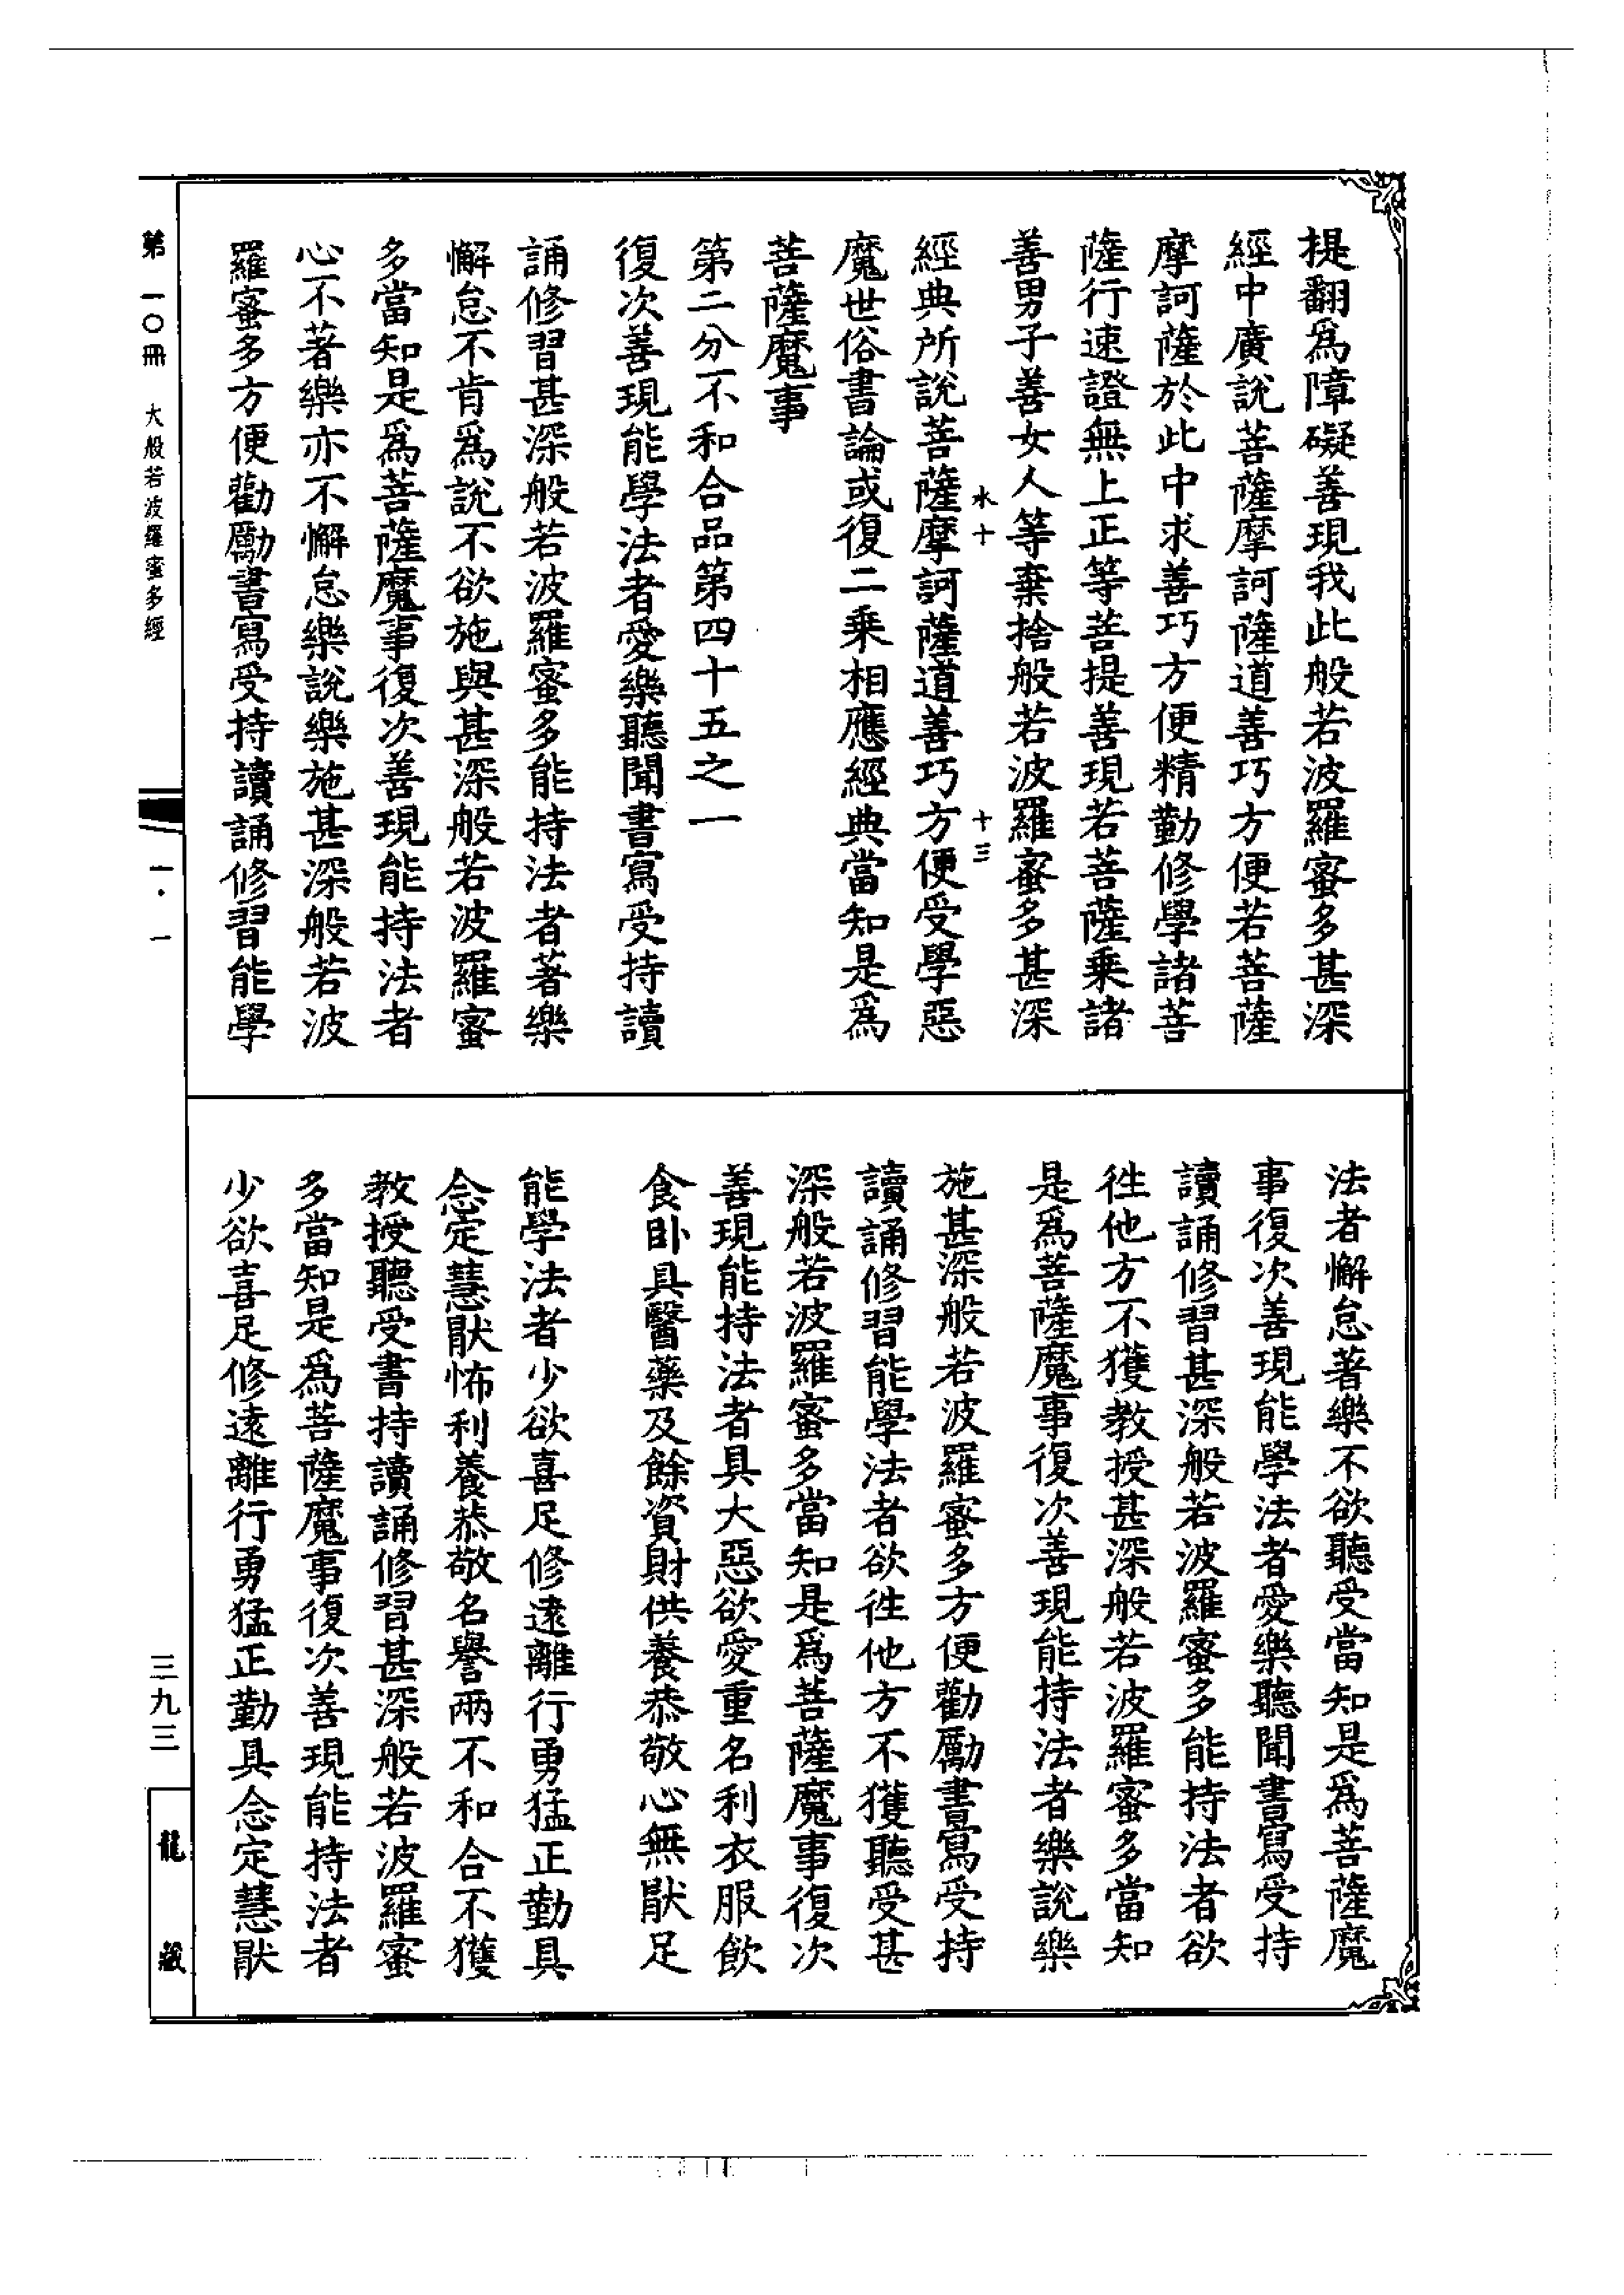 提翻爲障礙善現我此般若波羅蜜多甚深
經中廣說菩薩摩訶薩道善巧方便若菩薩
摩訶薩於此中求善巧方便精勤修學諸菩
薩行速證無上正等菩提善現若菩薩乗諸
善男子善女人等棄捨般若波羅蜜多甚深
水十 十三
經典所說菩薩摩訶薩道善巧方便受學惡
魔世俗書論或復二乗相應經典當知是爲
菩薩魔事
第二分不和合品第四十五之一
復次善現能學法者愛樂聽聞書寫受持讀
誦修習甚深般若波羅蜜多能持法者著樂
懈怠不肯爲說不欲施與甚深般若波羅蜜
多當知是爲菩薩魔事復次善現能持法者
心不著樂亦不懈怠樂說樂施甚深般若波
羅蜜多方便勸勵書寫受持讀誦修習能學
法者懈怠著樂不欲聽受當知是爲菩薩魔
事復次善現能學法者愛樂聽聞書寫受持
讀誦修習甚深般若波羅蜜多能持法者欲
徃他方不獲教授甚深般若波羅蜜多當知
是爲菩薩魔事復次善現能持法者樂說樂
施甚深般若波羅蜜多方便勸勵書寫受持
讀誦修習能學法者欲徃他方不獲聽受甚
深般若波羅蜜多當知是爲菩薩魔事復次
善現能持法者具大惡欲愛重名利衣服飲
食卧具醫藥及餘資財供養恭敬心無猒足
能學法者少欲喜足修遠離行勇猛正勤具
念定慧猒怖利養恭敬名譽兩不和合不獲
教授聽受書持讀誦修習甚深般若波羅蜜
多當知是爲菩薩魔事復次善現能持法者
少欲喜足修遠離行勇猛正勤具念定慧猒
第一〇冊 大般若波羅蜜多經
一·一
三九三
龍藏